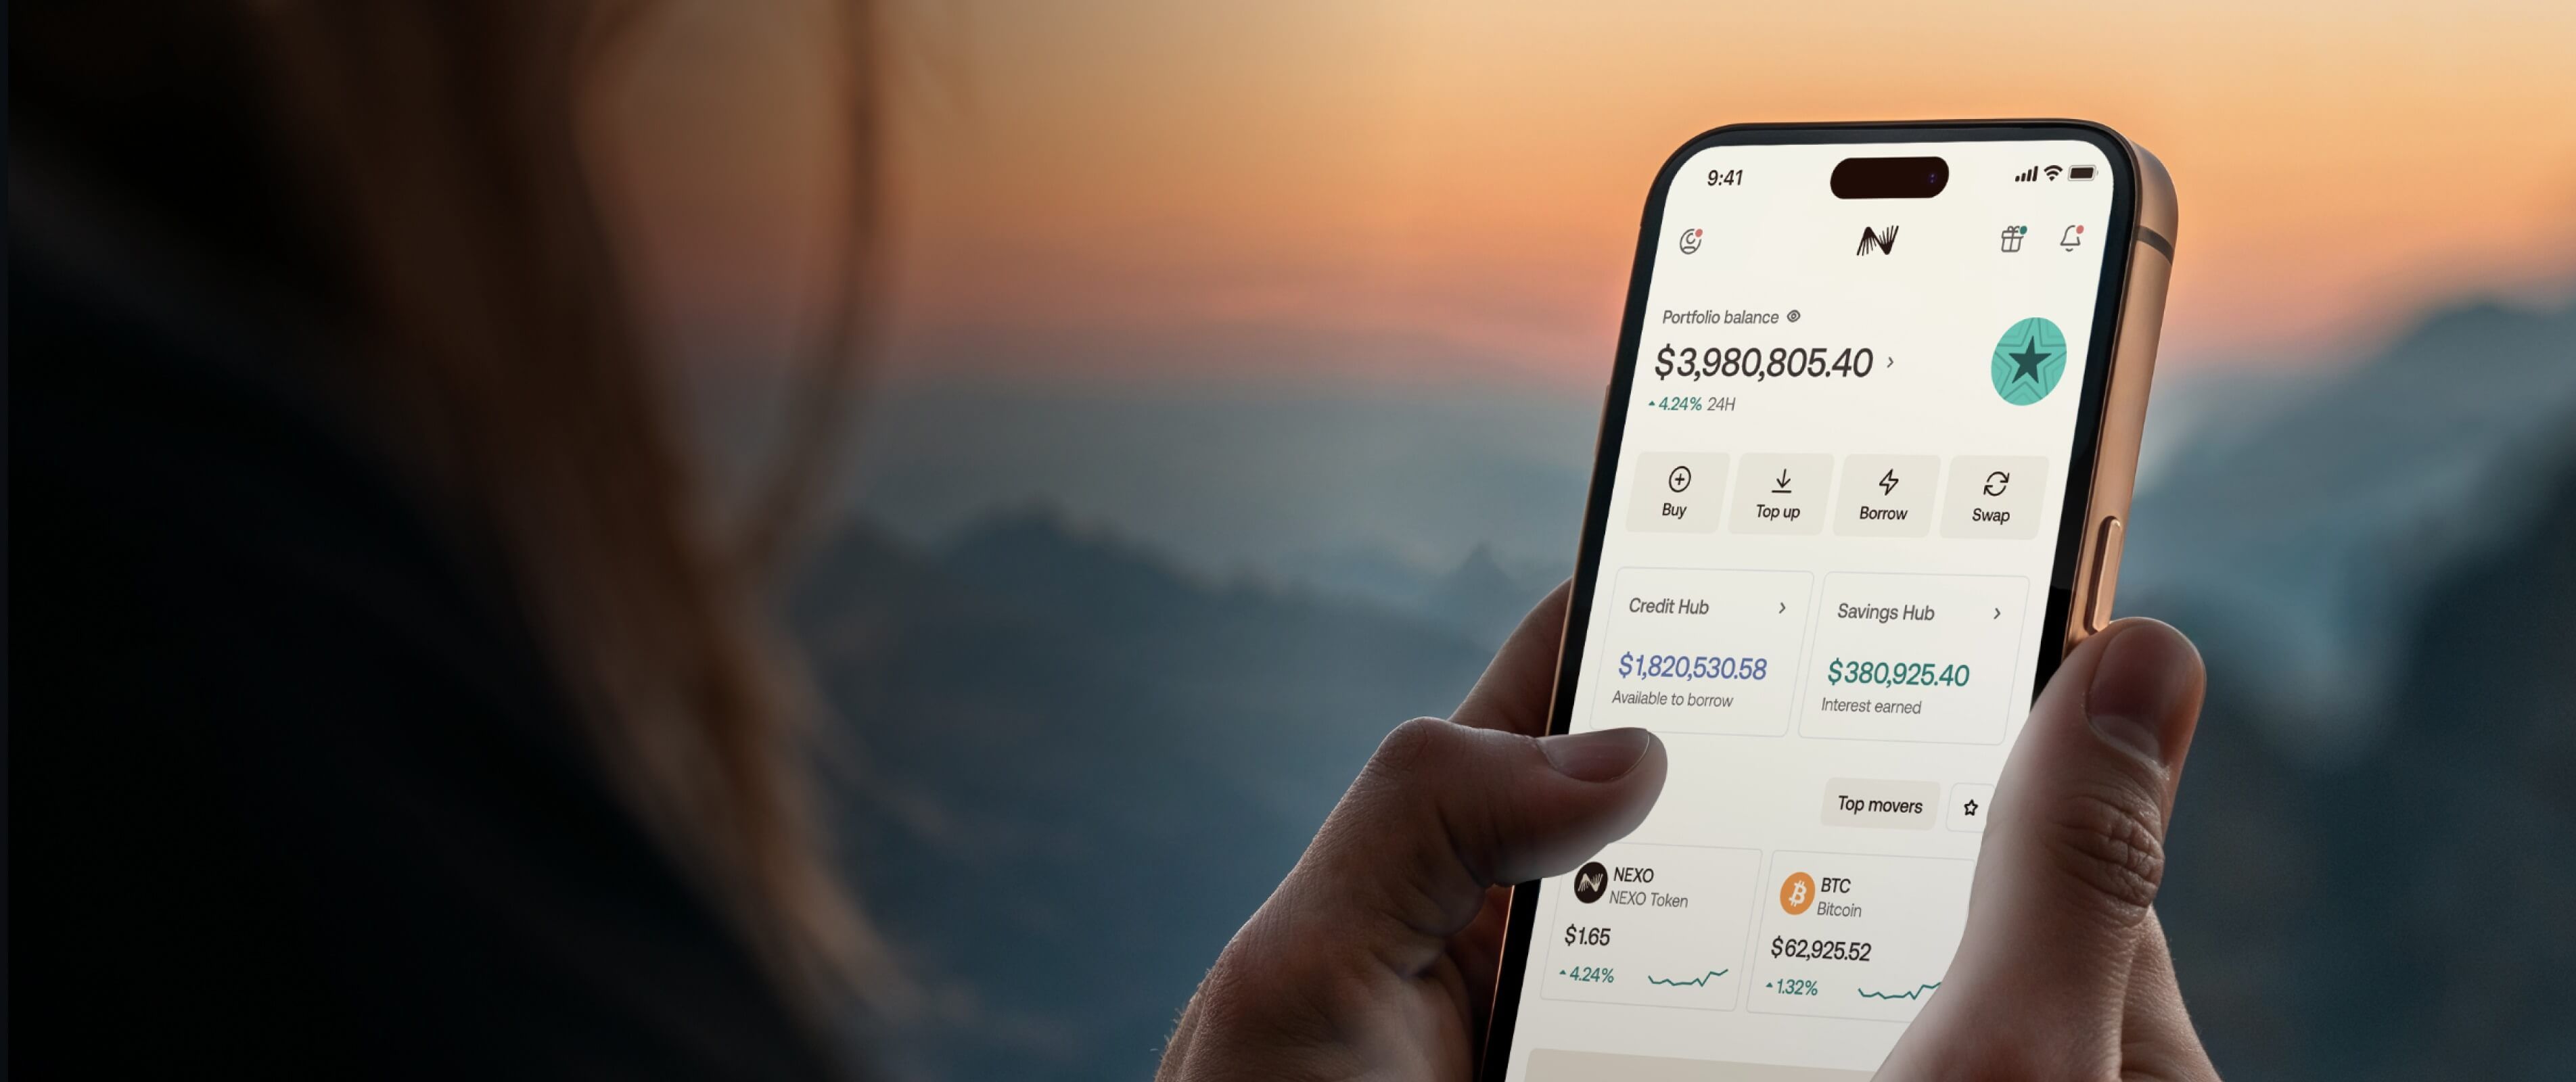 9:41
Portfolio balance
$3,980,805.40
4.24% 24H
Buy
Top up
Borrow
Swap
Credit Hub
Savings Hub
$1,820,530.58
$380,925.40
Available to borrow
Interest earned
Top movers
NEXO
NEXO Token
BTC
Bitcoin
$1.65
$62,925.52
4.24%
1.32%